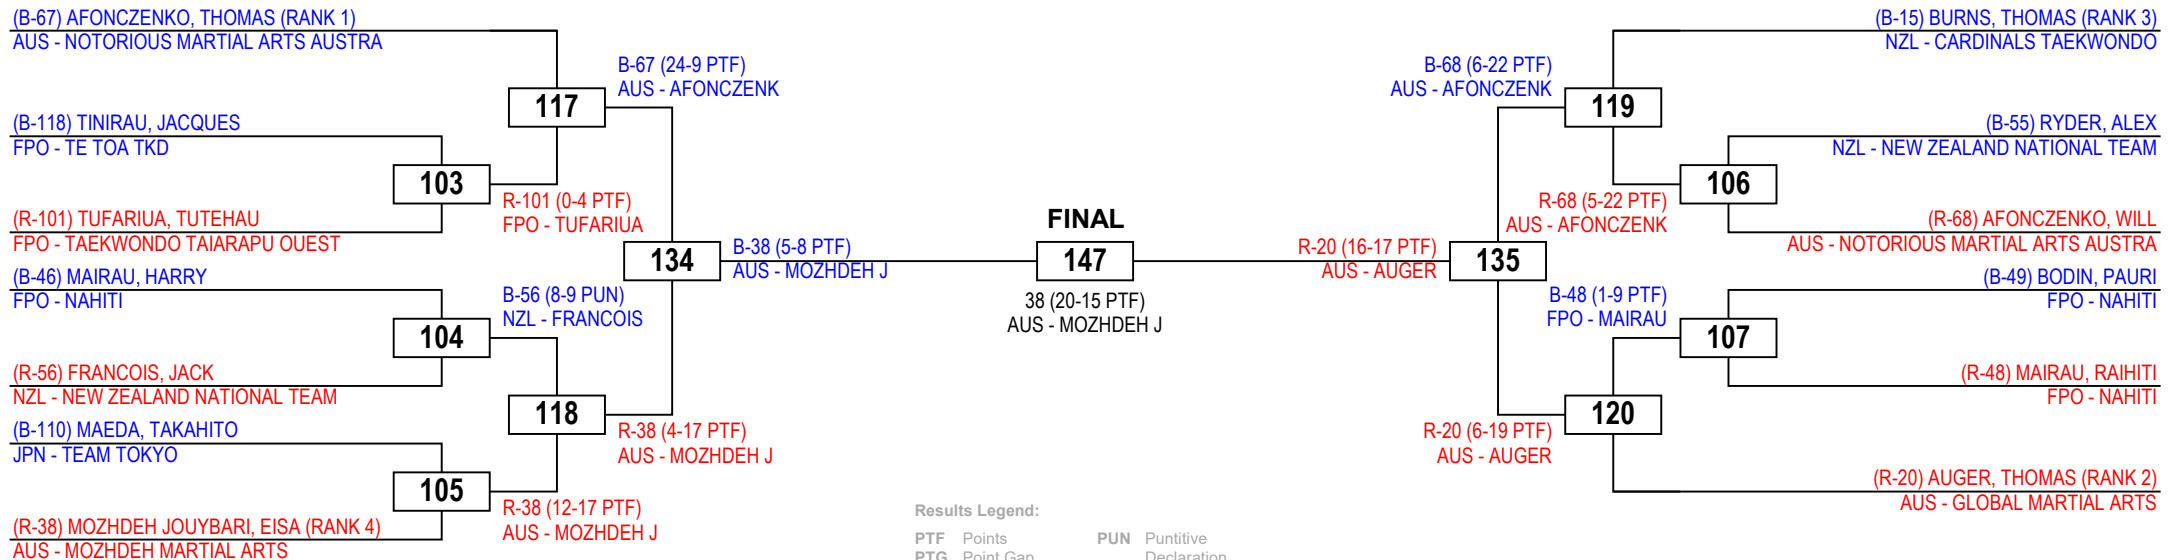 (B-67) AFONCZENKO, THOMAS (RANK 1)
AUS - NOTORIOUS MARTIAL ARTS AUSTRA
B-67 (24-9 PTF)
AUS - AFONCZENK
117
(B-118) TINIRAU, JACQUES
FPO - TE TOA TKD
103
R-101 (0-4 PTF)
FPO - TUFARIUA
(R-101) TUFARIUA, TUTEHAU
FPO - TAEKWONDO TAIARAPU OUEST
134
B-38 (5-8 PTF)
AUS - MOZHDEH J
(B-46) MAIRAU, HARRY
FPO - NAHITI
B-56 (8-9 PUN)
NZL - FRANCOIS
104
(R-56) FRANCOIS, JACK
NZL - NEW ZEALAND NATIONAL TEAM
118
R-38 (4-17 PTF)
AUS - MOZHDEH J
(B-110) MAEDA, TAKAHITO
JPN - TEAM TOKYO
105
R-38 (12-17 PTF)
AUS - MOZHDEH J
(R-38) MOZHDEH JOUYBARI, EISA (RANK 4)
AUS - MOZHDEH MARTIAL ARTS
FINAL
147
38 (20-15 PTF)
AUS - MOZHDEH J
(B-15) BURNS, THOMAS (RANK 3)
NZL - CARDINALS TAEKWONDO
B-68 (6-22 PTF)
AUS - AFONCZENK
119
(B-55) RYDER, ALEX
NZL - NEW ZEALAND NATIONAL TEAM
106
R-68 (5-22 PTF)
AUS - AFONCZENK
(R-68) AFONCZENKO, WILL
AUS - NOTORIOUS MARTIAL ARTS AUSTRA
R-20 (16-17 PTF)
AUS - AUGER
135
(B-49) BODIN, PAURI
FPO - NAHITI
B-48 (1-9 PTF)
FPO - MAIRAU
107
(R-48) MAIRAU, RAIHITI
FPO - NAHITI
120
R-20 (6-19 PTF)
AUS - AUGER
(R-20) AUGER, THOMAS (RANK 2)
AUS - GLOBAL MARTIAL ARTS
Results Legend:
PTF Points PUN Puntitive
PTG Point Gap Declaration